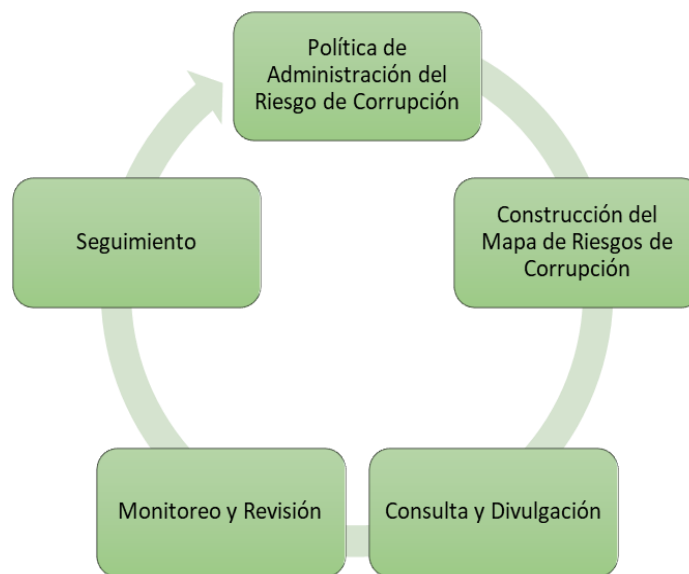 Política de
Administración del
Riesgo de Corrupción
Construcción del
Mapa de Riesgos de
Corrupción
Consulta y Divulgación
Monitoreo y Revisión
Seguimiento